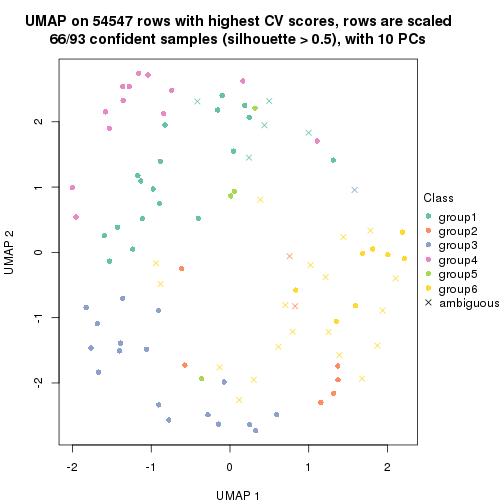 UMAP on 54547 rows with highest CV scores, rows are scaled
66/93 confident samples (silhouette > 0.5), with 10 PCs
UMAP 2
2
1
0
-1
-2
-2
-1
0
1
2
UMAP 1
Class
group1
group2
group3
group4
group5
group6
ambiguous